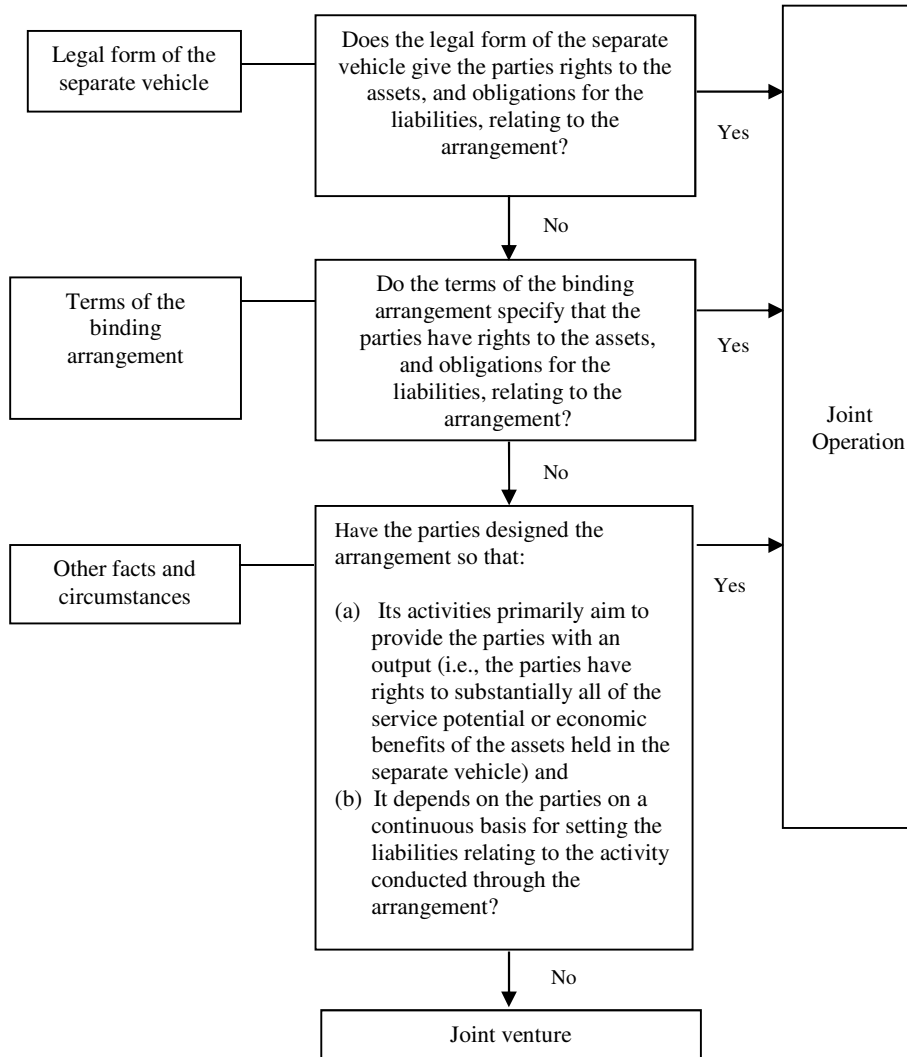 Legal form of the
separate vehicle
Does the legal form of the separate
vehicle give the parties rights to the
assets, and obligations for the
liabilities, relating to the
arrangement?
Yes
No
Terms of the
binding
arrangement
Do the terms of the binding
arrangement specify that the
parties have rights to the assets,
and obligations for the
liabilities, relating to the
arrangement?
Yes
Joint
Operation
No
Other facts and
circumstances
Have the parties designed the
arrangement so that:
(a) Its activities primarily aim to
provide the parties with an
output (i.e., the parties have
rights to substantially all of the
service potential or economic
benefits of the assets held in the
separate vehicle) and
(b) It depends on the parties on a
continuous basis for setting the
liabilities relating to the activity
conducted through the
arrangement?
Yes
No
Joint venture